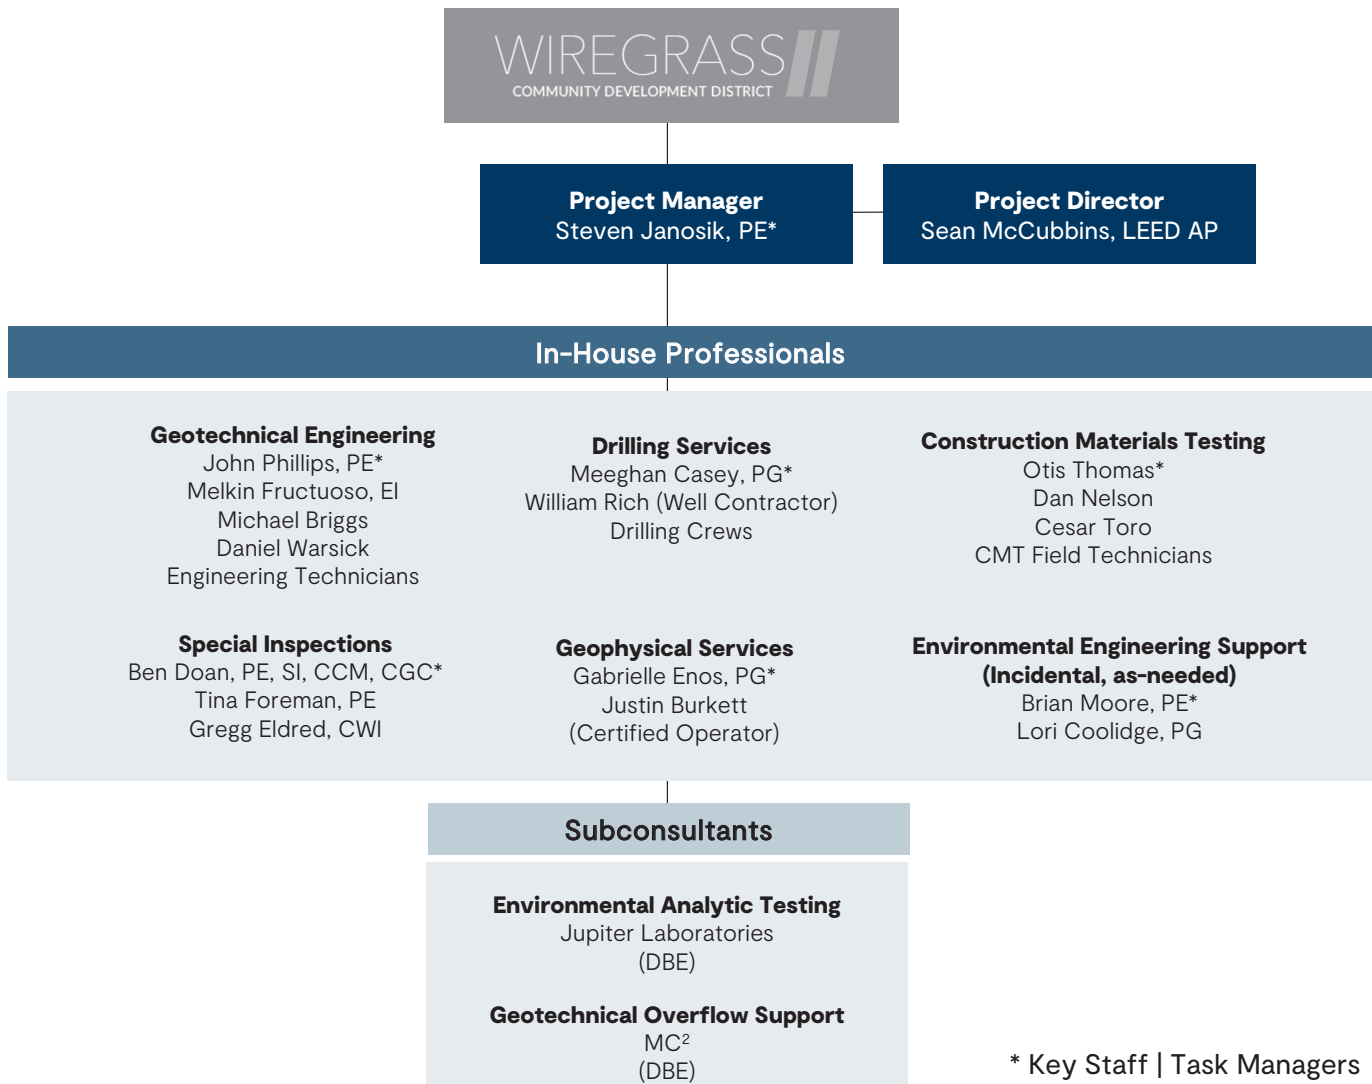 WIREGRASS
COMMUNITY DEVELOPMENT DISTRICT
Project Manager
Steven Janosik, PE*
Project Director
Sean McCubbins, LEED AP
In-House Professionals
Geotechnical Engineering
John Phillips, PE*
Melkin Fructuoso, EI
Michael Briggs
Daniel Warsick
Engineering Technicians
Drilling Services
Meeghan Casey, PG*
William Rich (Well Contractor)
Drilling Crews
Construction Materials Testing
Otis Thomas*
Dan Nelson
Cesar Toro
CMT Field Technicians
Special Inspections
Ben Doan, PE, SI, CCM, CGC*
Tina Foreman, PE
Gregg Eldred, CWI
Geophysical Services
Gabrielle Enos, PG*
Justin Burkett
(Certified Operator)
Environmental Engineering Support
(Incidental, as-needed)
Brian Moore, PE*
Lori Coolidge, PG
Subconsultants
Environmental Analytic Testing
Jupiter Laboratories
(DBE)
Geotechnical Overflow Support
MC²
(DBE)
* Key Staff | Task Managers